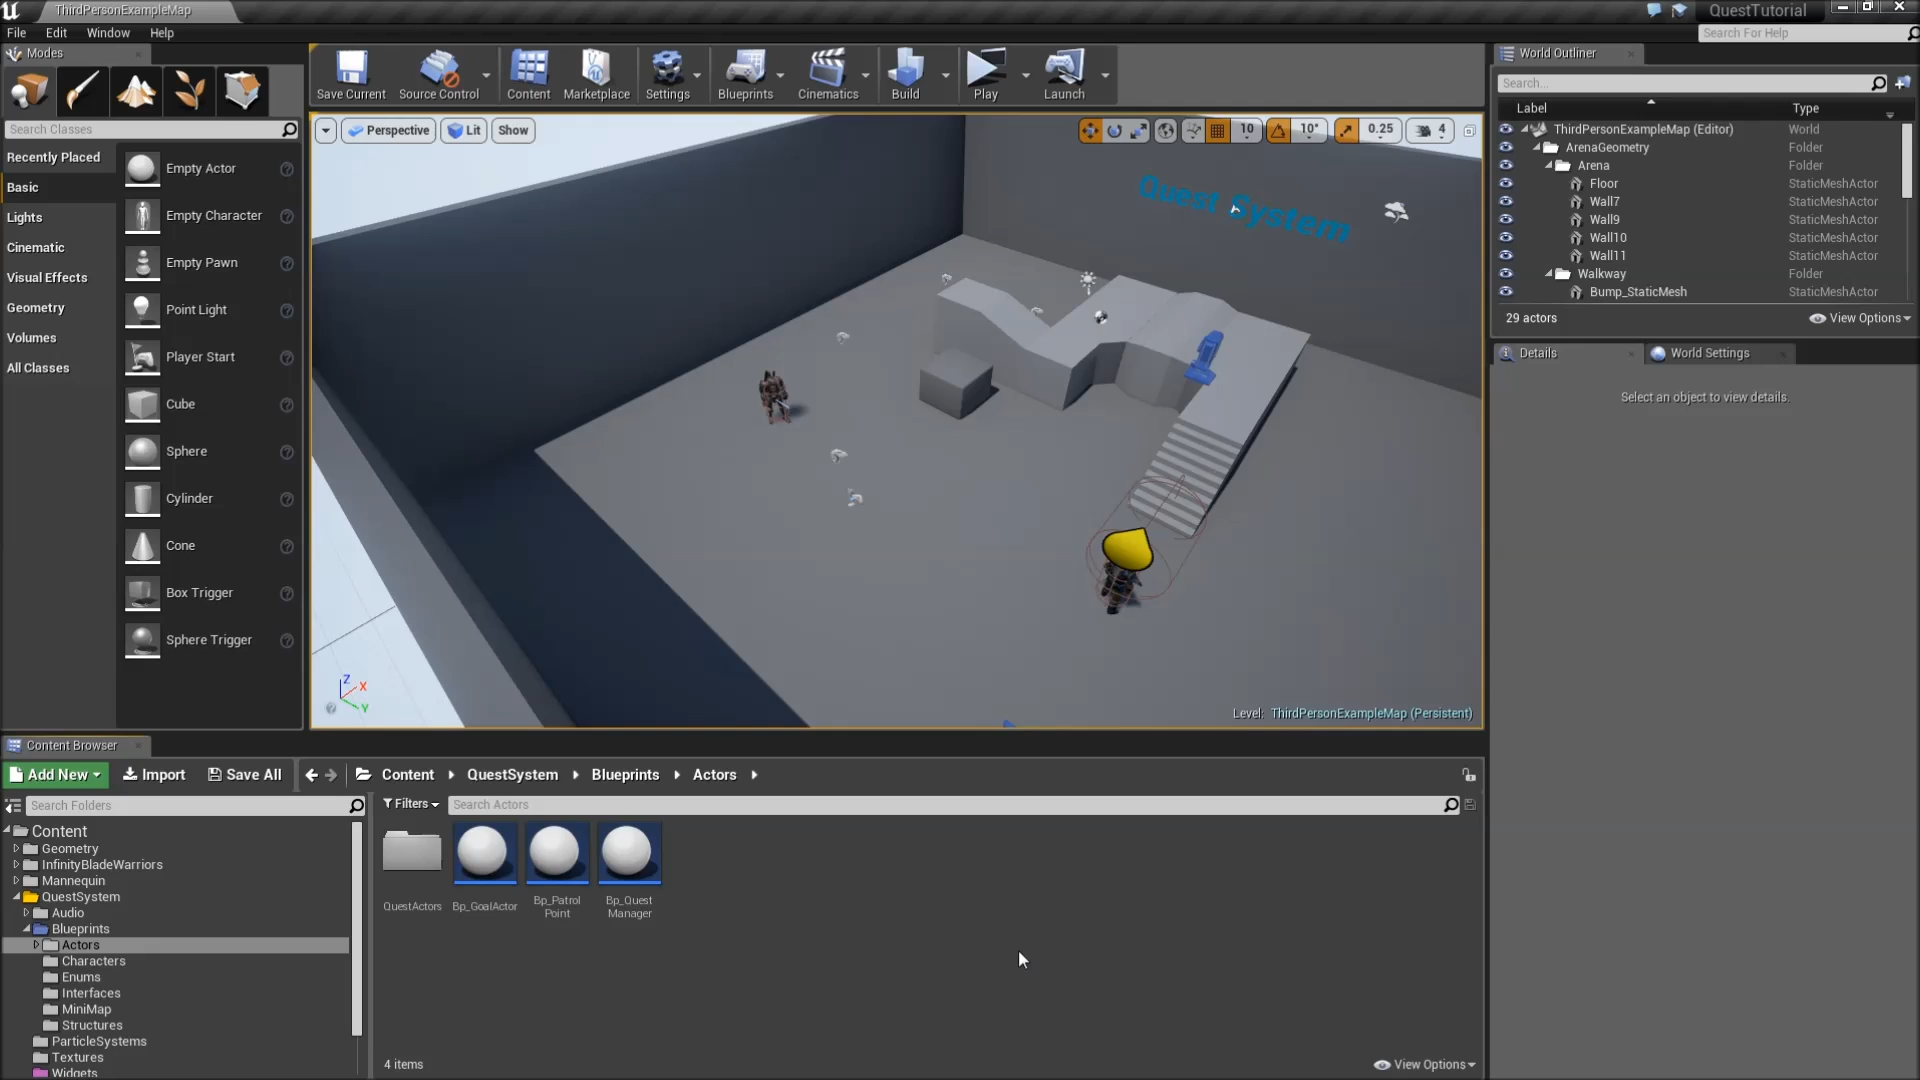 ThirdPersonExampleMap
QuestTutorial
File Edit Window Help
Search For Help
Modes
Save Current
Source Control
Content
Marketplace
Settings
Blueprints
Cinematics
Build
Play
Launch
World Outliner
Search...
Label
Type
Search Classes
Recently Placed
Basic
Lights
Cinematic
Visual Effects
Geometry
Volumes
All Classes
Empty Actor
Empty Character
Empty Pawn
Point Light
Player Start
Cube
Sphere
Cylinder
Cone
Box Trigger
Sphere Trigger
Perspective
Lit
Show
10
10°
0.25
4
Quest System
Z
X
Y
Level: ThirdPersonExampleMap (Persistent)
ThirdPersonExampleMap (Editor) World
ArenaGeometry Folder
Arena Folder
Floor StaticMeshActor
Wall7 StaticMeshActor
Wall9 StaticMeshActor
Wall10 StaticMeshActor
Wall11 StaticMeshActor
Walkway Folder
Bump_StaticMesh StaticMeshActor
29 actors
View Options
Details
World Settings
Select an object to view details.
Content Browser
Add New
Import
Save All
Content
QuestSystem
Blueprints
Actors
Search Folders
Filters
Search Actors
Content
Geometry
InfinityBladeWarriors
Mannequin
QuestSystem
Audio
Blueprints
Actors
Characters
Enums
Interfaces
MiniMap
Structures
ParticleSystems
Textures
Widgets
QuestActors
Bp_GoalActor
Bp_Patrol
Point
Bp_Quest
Manager
4 items
View Options